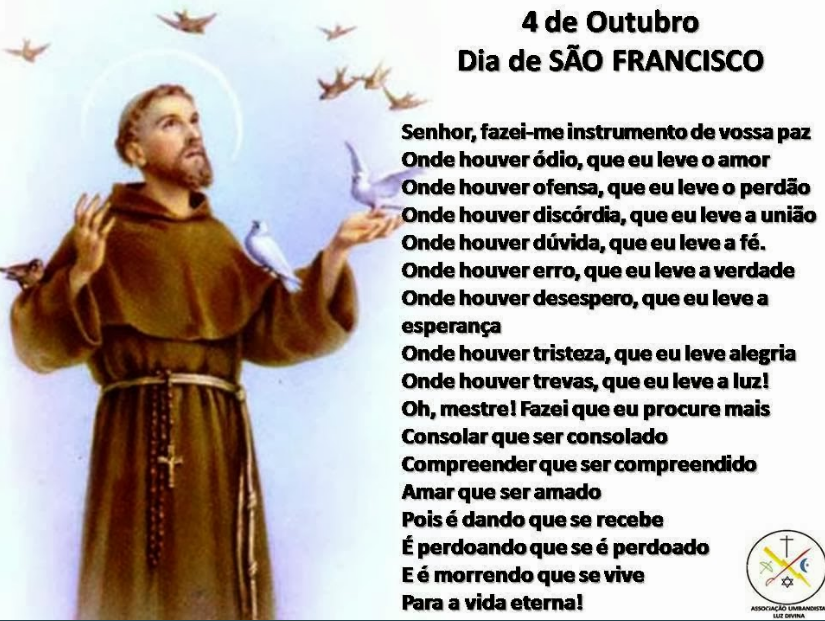 4 de Outubro
Dia de SÃO FRANCISCO
Senhor, fazei-me instrumento de vossa paz
Onde houver ódio, que eu leve o amor
Onde houver ofensa, que eu leve o perdão
Onde houver discórdia, que eu leve a união
Onde houver dúvida, que eu leve a fé.
Onde houver erro, que eu leve a verdade
Onde houver desespero, que eu leve a
esperança
Onde houver tristeza, que eu leve alegria
Onde houver trevas, que eu leve a luz!
Oh, mestre! Fazei que eu procure mais
Consolar que ser consolado
Compreender que ser compreendido
Amar que ser amado
Pois é dando que se recebe
É perdoando que se é perdoado
E é morrendo que se vive
Para a vida eterna!
ASSOCIAÇÃO UMBANDISTA
LUZ DIVINA